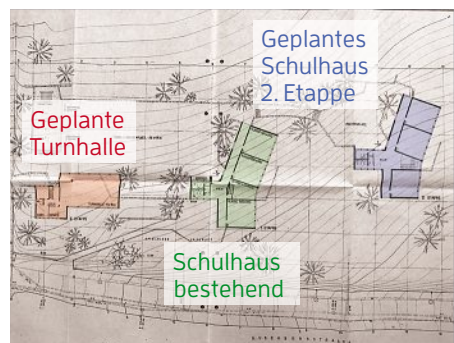 Geplantes
Schulhaus
2. Etappe
Geplante
Turnhalle
Schulhaus
bestehend